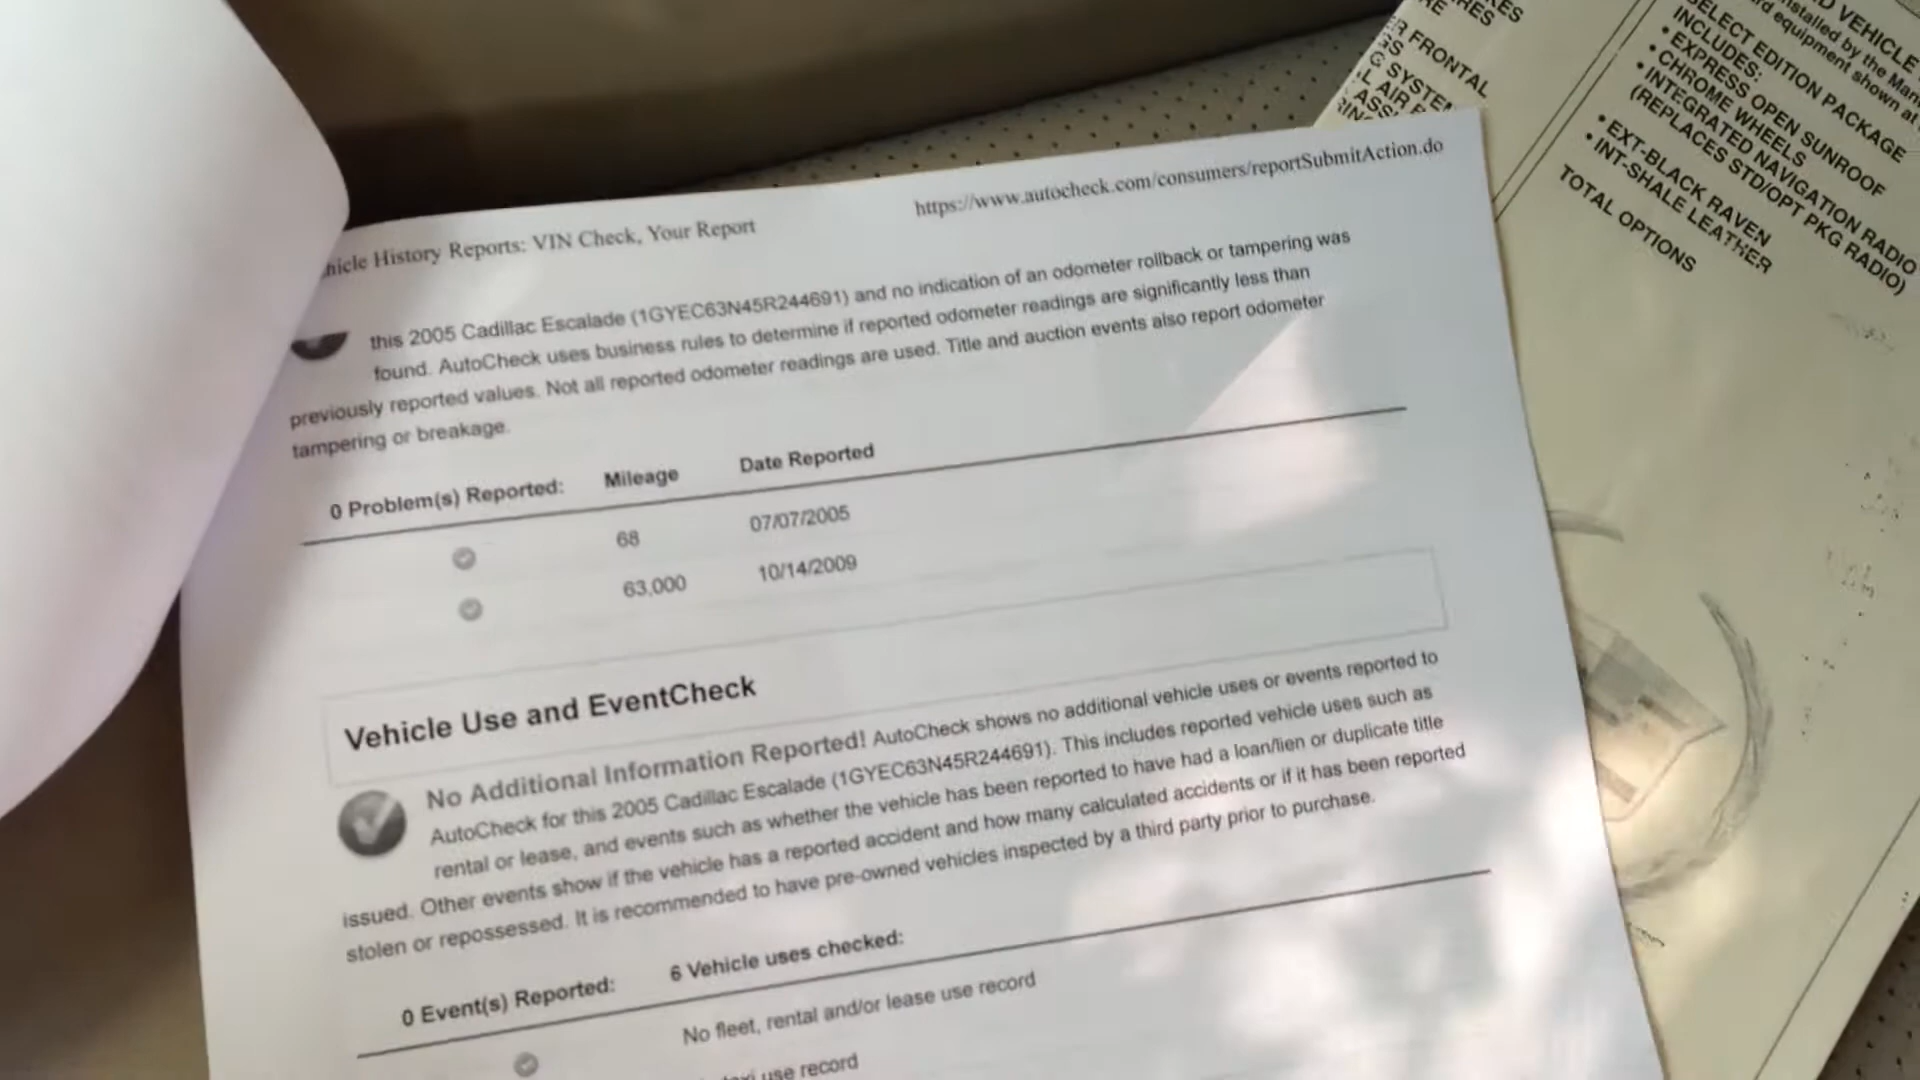 History Reports: VIN Check, Your Report
https://www.autocheck.com/consumers/reportSubmitAction.do
this 2005 Cadillac Escalade (1GYEC63N45R244691) and no indication of an odometer rollback or tampering was
found. AutoCheck uses business rules to determine if reported odometer readings are significantly less than
previously reported values. Not all reported odometer readings are used. Title and auction events also report odometer
tampering or breakage.
0 Problem(s) Reported: Mileage Date Reported
68 07/07/2005
63,000 10/14/2009
Vehicle Use and EventCheck
No Additional Information Reported! AutoCheck shows no additional vehicle uses or events reported to
AutoCheck for this 2005 Cadillac Escalade (1GYEC63N45R244691). This includes reported vehicle uses such as
rental or lease, and events such as whether the vehicle has been reported to have had a loan/lien or duplicate title
issued. Other events show if the vehicle has a reported accident and how many calculated accidents or if it has been reported
stolen or repossessed. It is recommended to have pre-owned vehicles inspected by a third party prior to purchase.
0 Event(s) Reported: 6 Vehicle uses checked:
No fleet, rental and/or lease use record
use record
FRONTAL
AIR
VEHICLE
installed by the
equipment shown at
SELECT EDITION PACKAGE
INCLUDES:
• EXPRESS OPEN SUNROOF
• CHROME WHEELS
• INTEGRATED NAVIGATION RADIO
(REPLACES STD/OPT PKG RADIO)
• EXT-BLACK RAVEN
• INT-SHALE LEATHER
TOTAL OPTIONS